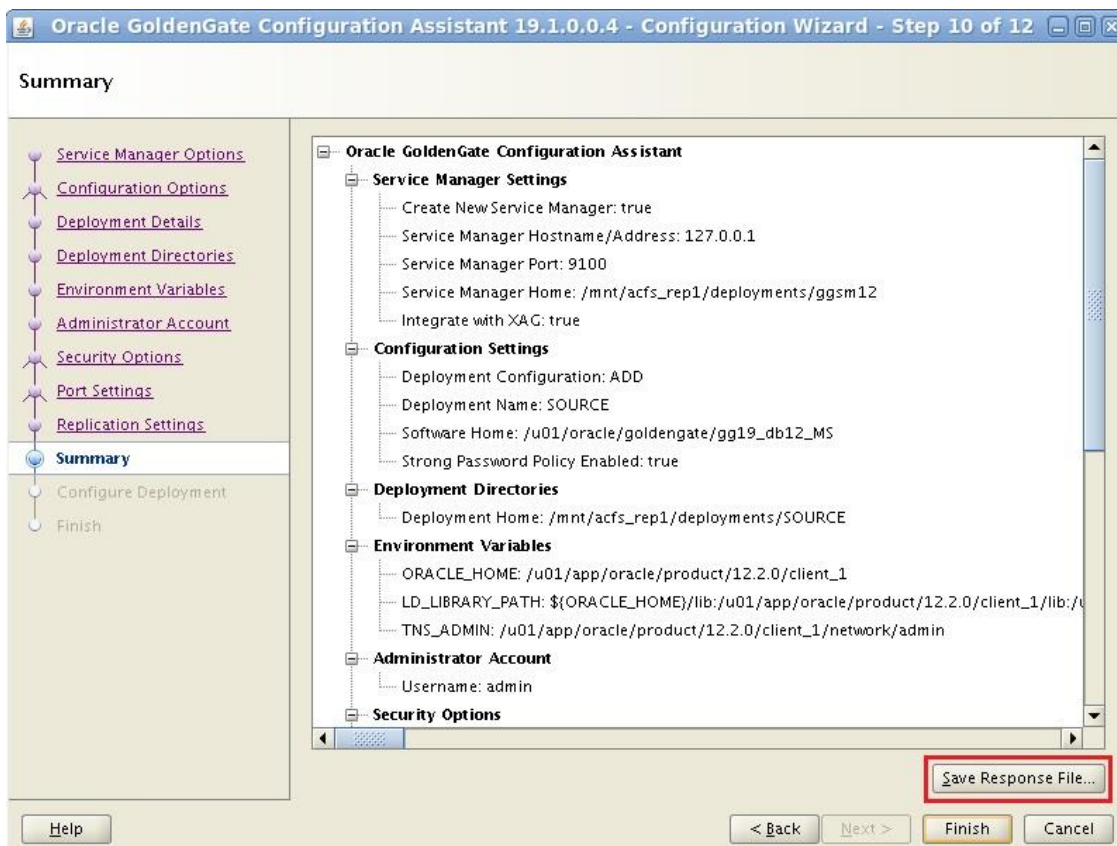 Oracle GoldenGate Configuration Assistant 19.1.0.0.4 - Configuration Wizard - Step 10 of 12
Summary
Service Manager Options
Configuration Options
Deployment Details
Deployment Directories
Environment Variables
Administrator Account
Security Options
Port Settings
Replication Settings
Summary
Configure Deployment
Finish
Oracle GoldenGate Configuration Assistant
Service Manager Settings
Create New Service Manager: true
Service Manager Hostname/Address: 127.0.0.1
Service Manager Port: 9100
Service Manager Home: /mnt/acfs_rep1/deployments/ggsm12
Integrate with XAG: true
Configuration Settings
Deployment Configuration: ADD
Deployment Name: SOURCE
Software Home: /u01/oracle/goldengate/gg19_db12_MS
Strong Password Policy Enabled: true
Deployment Directories
Deployment Home: /mnt/acfs_rep1/deployments/SOURCE
Environment Variables
ORACLE_HOME: /u01/app/oracle/product/12.2.0/client_1
LD_LIBRARY_PATH: ${ORACLE_HOME}/lib:/u01/app/oracle/product/12.2.0/client_1/lib:/u
TNS_ADMIN: /u01/app/oracle/product/12.2.0/client_1/network/admin
Administrator Account
Username: admin
Security Options
Save Response File...
Help
< Back
Next >
Finish
Cancel